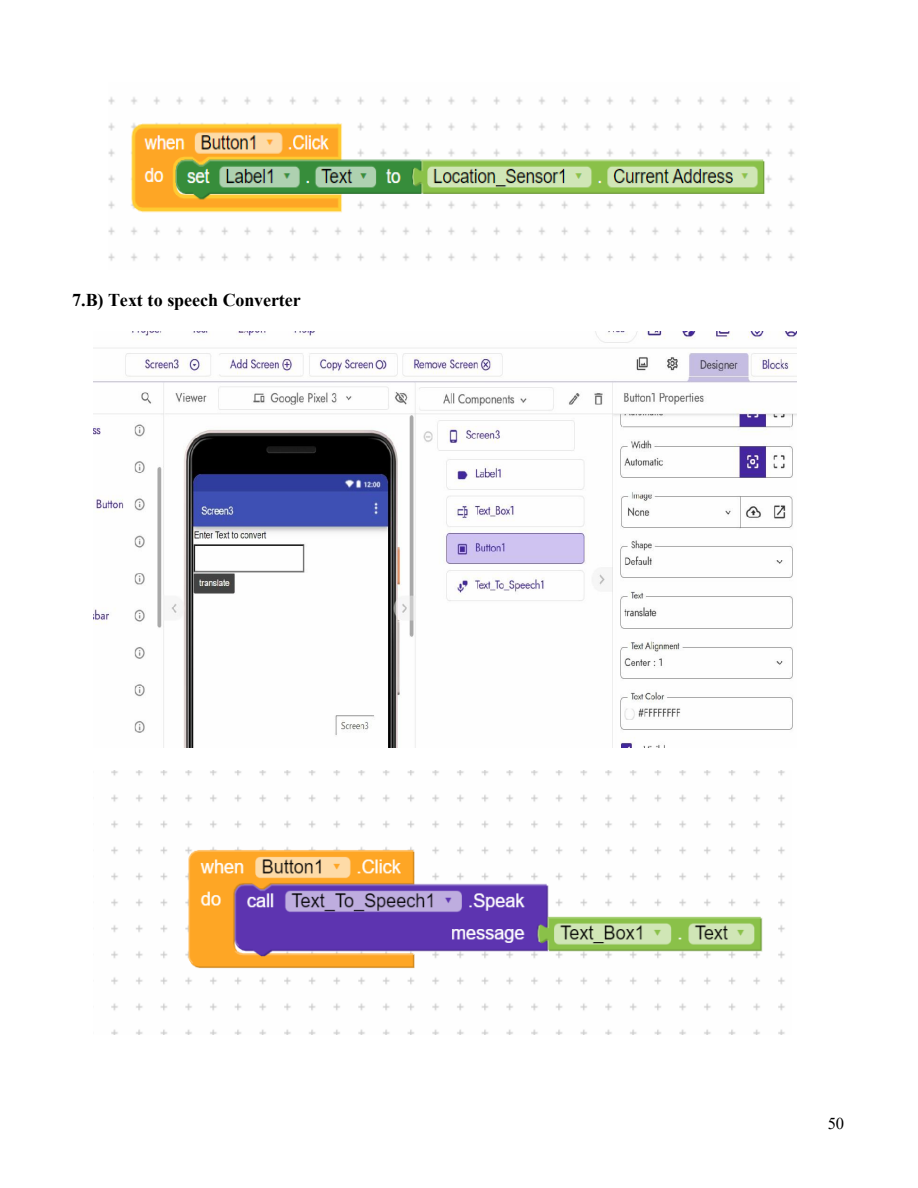 when Button1 .Click
do set Label1 . Text to Location_Sensor1 . Current Address
7.B) Text to speech Converter
Screen3 Add Screen Copy Screen Remove Screen Designer Blocks
Viewer Google Pixel 3 All Components Button1 Properties
ss
Screen3
Width
Automatic
Label1
12:00
Button
Screen3
Text_Box1
Image
None
Enter Text to convert
Button1
Shape
Default
translate
Text_To_Speech1
Text
translate
Text Alignment
Center : 1
Text Color
#FFFFFFFF
Screen3
when Button1 .Click
do call Text_To_Speech1 .Speak
message Text_Box1 . Text
50